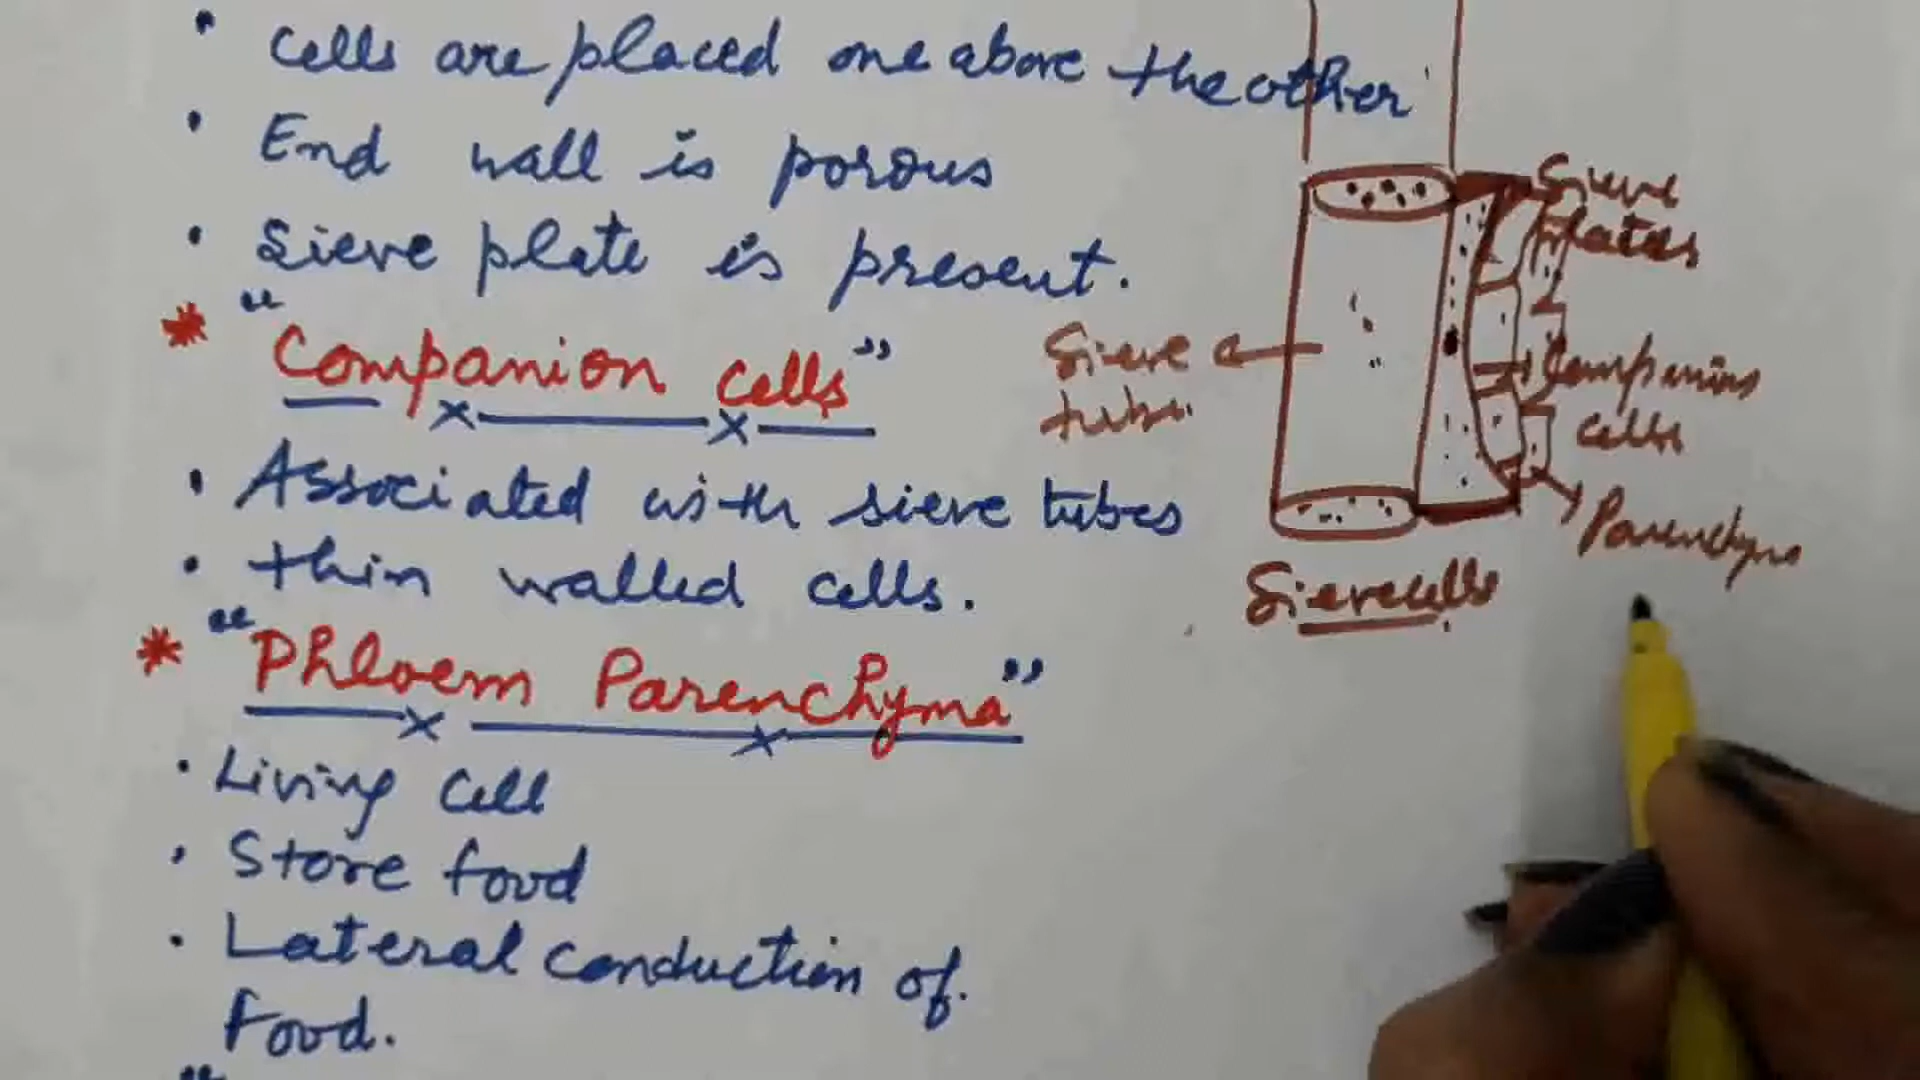 cells are placed one above the other
End wall is porous
Sieve plate is present.
* "Companion cells"
Associated with sieve tubes
thin walled cells.
* "Phloem Parenchyma"
Living cell
Store food
Lateral conduction of
Food.
Sieve
plates
Sieve
tube
cells
Parenchyma
Sieve cells